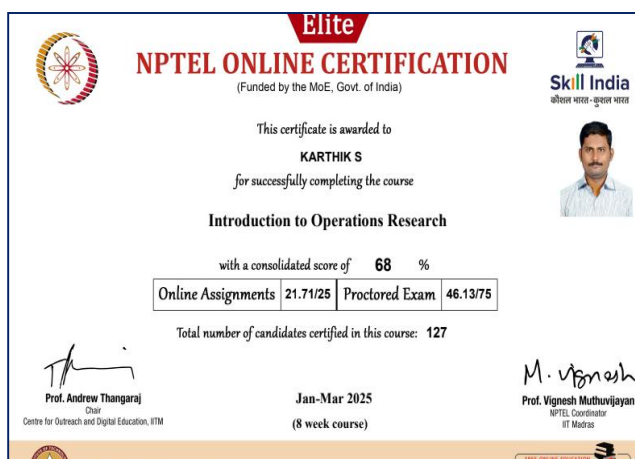 Elite
NPTEL ONLINE CERTIFICATION
(Funded by the MoE, Govt. of India)
Skill India
कौशल भारत - कुशल भारत
This certificate is awarded to
KARTHIK S
for successfully completing the course
Introduction to Operations Research
with a consolidated score of 68 %
Online Assignments 21.71/25 Proctored Exam 46.13/75
Total number of candidates certified in this course: 127
M. Vignesh
Prof. Andrew Thangaraj
Chair
Centre for Outreach and Digital Education, IITM
Jan-Mar 2025
(8 week course)
Prof. Vignesh Muthuvijayan
NPTEL Coordinator
IIT Madras